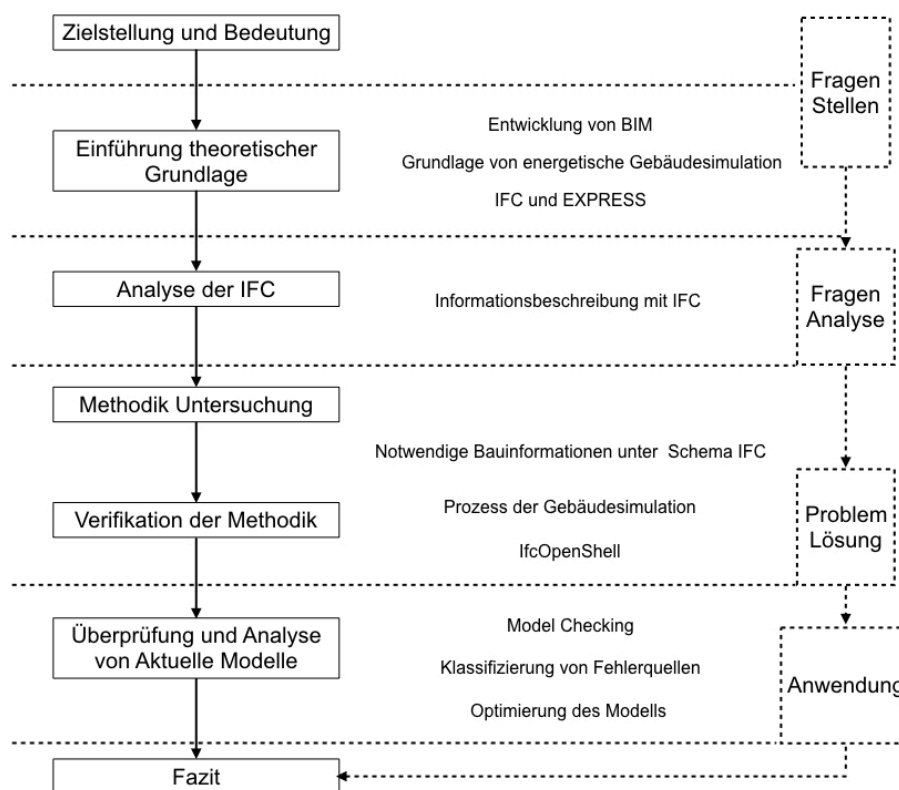 Zielstellung und Bedeutung
Fragen
Stellen
Einführung theoretischer
Grundlage
Entwicklung von BIM
Grundlage von energetische Gebäudesimulation
IFC und EXPRESS
Analyse der IFC
Informationsbeschreibung mit IFC
Fragen
Analyse
Methodik Untersuchung
Verifikation der Methodik
Notwendige Bauinformationen unter Schema IFC
Prozess der Gebäudesimulation
IfcOpenShell
Problem
Lösung
Überprüfung und Analyse
von Aktuelle Modelle
Model Checking
Klassifizierung von Fehlerquellen
Optimierung des Modells
Anwendung
Fazit